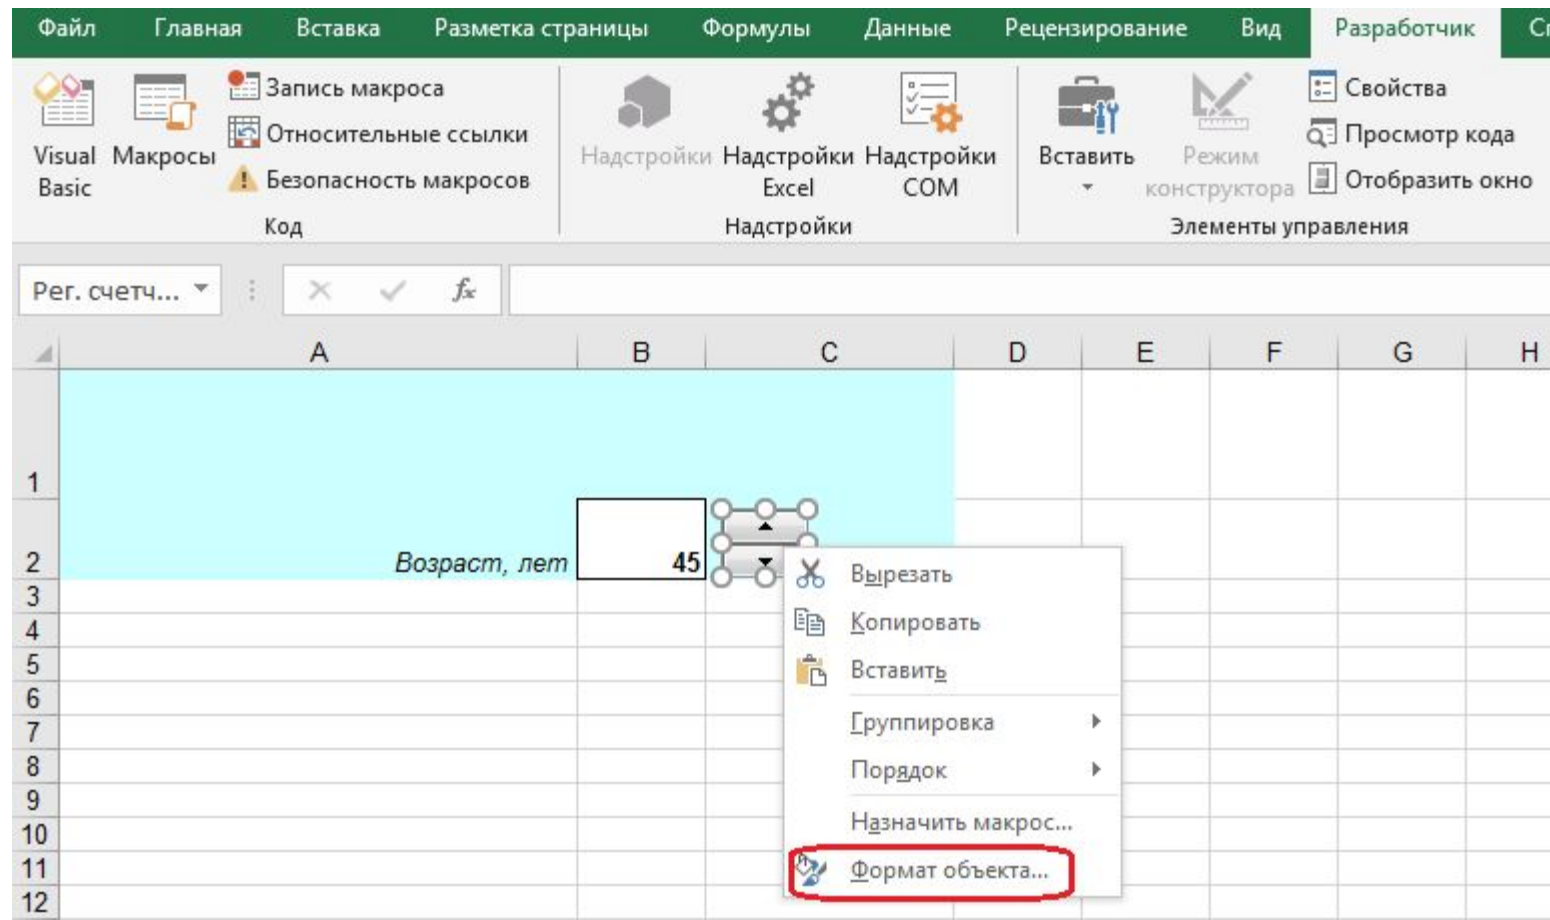 Файл Главная Вставка Разметка страницы Формулы Данные Рецензирование Вид Разработчик
Visual Basic
Макросы
Запись макроса
Относительные ссылки
Безопасность макросов
Код
Надстройки
Надстройки Excel
Надстройки COM
Надстройки
Вставить
Режим конструктора
Свойства
Просмотр кода
Отобразить окно
Элементы управления
Рег. счетч...
fx
A B C D E F G H
1
2 Возраст, лет 45
3
4
5
6
7
8
9
10
11
12
Вырезать
Копировать
Вставить
Группировка
Порядок
Назначить макрос...
Формат объекта...